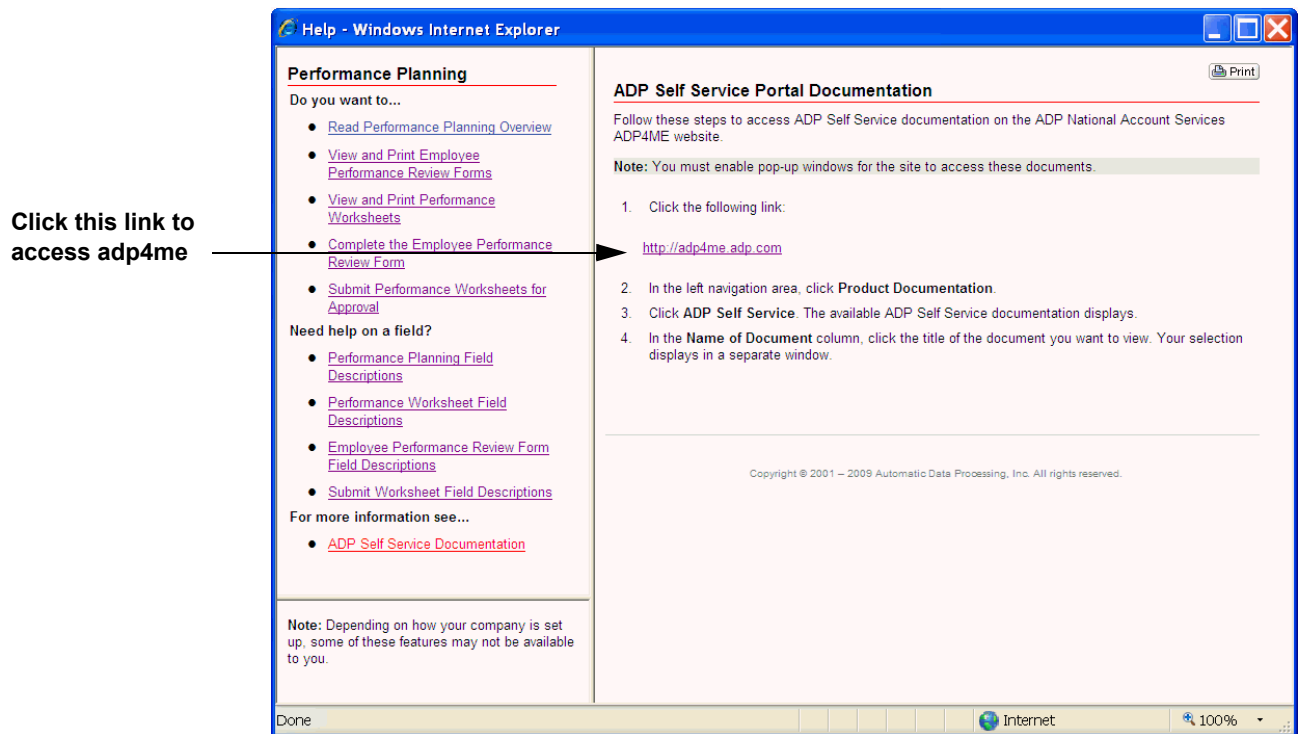 Help - Windows Internet Explorer
Click this link to
access adp4me
Performance Planning
Do you want to...
Read Performance Planning Overview
View and Print Employee
Performance Review Forms
View and Print Performance
Worksheets
Complete the Employee Performance
Review Form
Submit Performance Worksheets for
Approval
Need help on a field?
Performance Planning Field
Descriptions
Performance Worksheet Field
Descriptions
Employee Performance Review Form
Field Descriptions
Submit Worksheet Field Descriptions
For more information see...
ADP Self Service Documentation
Note: Depending on how your company is set
up, some of these features may not be available
to you.
Print
ADP Self Service Portal Documentation
Follow these steps to access ADP Self Service documentation on the ADP National Account Services
ADP4ME website.
Note: You must enable pop-up windows for the site to access these documents.
1. Click the following link:
http://adp4me.adp.com
2. In the left navigation area, click Product Documentation.
3. Click ADP Self Service. The available ADP Self Service documentation displays.
4. In the Name of Document column, click the title of the document you want to view. Your selection
displays in a separate window.
Copyright © 2001 – 2009 Automatic Data Processing, Inc. All rights reserved.
Done
Internet
100%